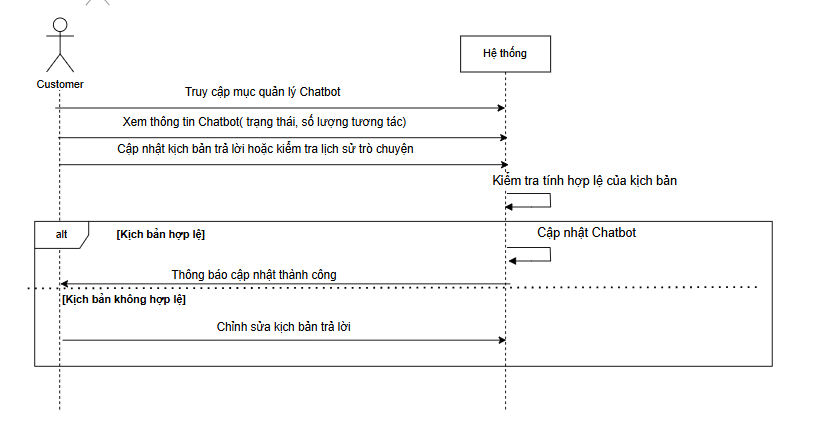 Hệ thống
Customer
Truy cập mục quản lý Chatbot
Xem thông tin Chatbot( trạng thái, số lượng tương tác)
Cập nhật kịch bản trả lời hoặc kiểm tra lịch sử trò chuyện
Kiểm tra tính hợp lệ của kịch bản
alt
[Kịch bản hợp lệ]
Cập nhật Chatbot
Thông báo cập nhật thành công
[Kịch bản không hợp lệ]
Chỉnh sửa kịch bản trả lời